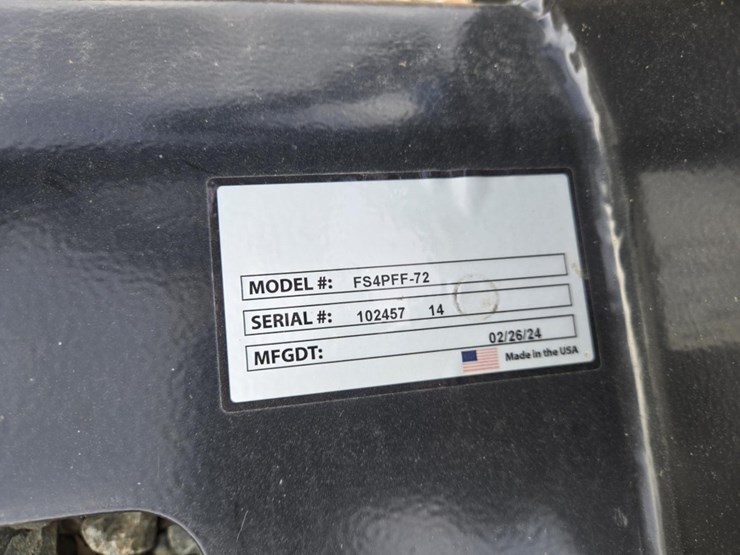 MODEL #: FS4PFF-72
SERIAL #: 102457 14
MFGDT: 02/26/24
Made in the USA